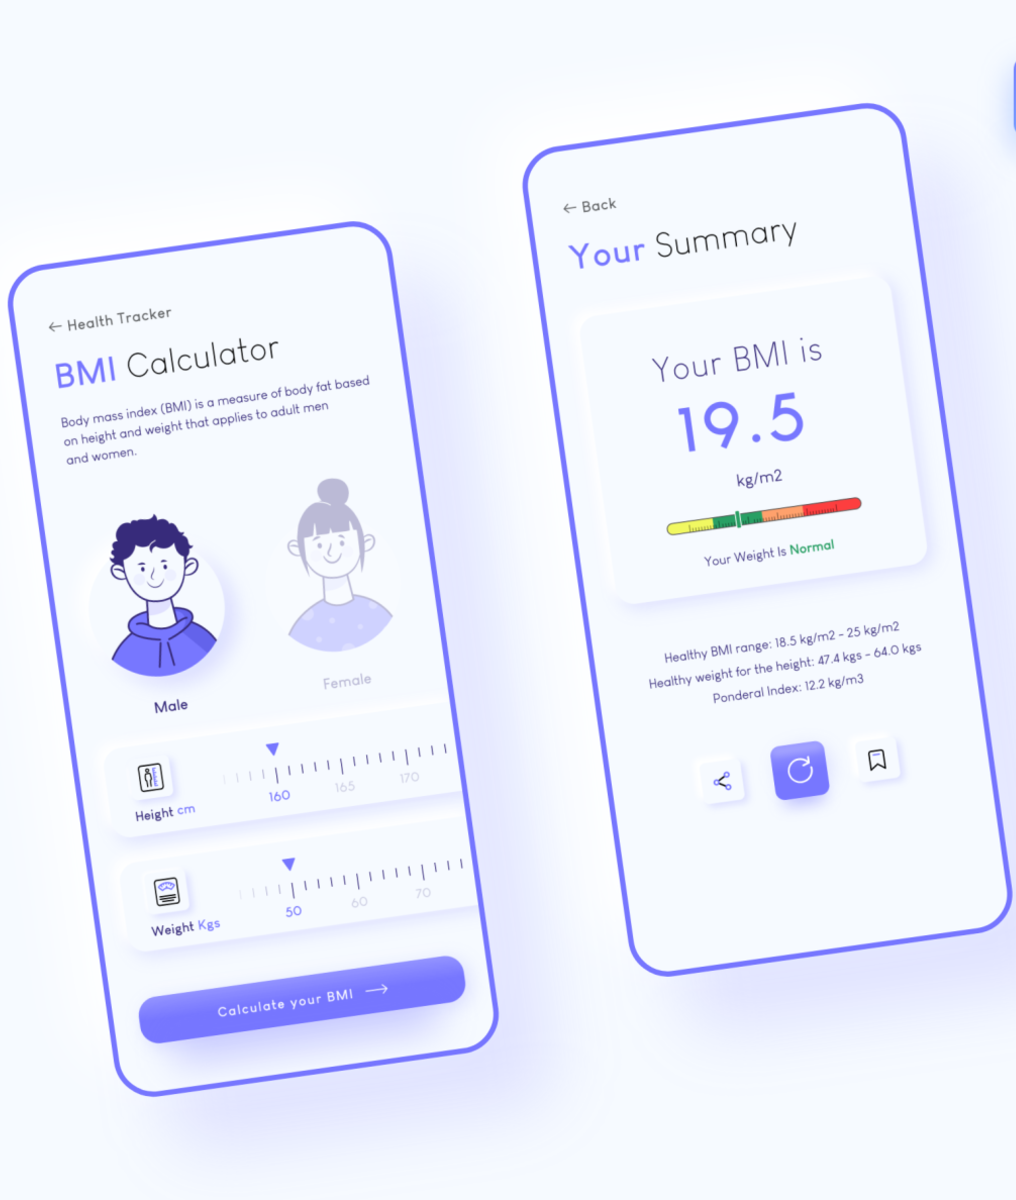 ← Health Tracker
BMI Calculator
Body mass index (BMI) is a measure of body fat based
on height and weight that applies to adult men
and women.
Male
Female
Height cm
160
165
170
Weight Kgs
50
60
70
Calculate your BMI →
← Back
Your Summary
Your BMI is
19.5
kg/m2
Your Weight Is Normal
Healthy BMI range: 18.5 kg/m2 - 25 kg/m2
Healthy weight for the height: 47.4 kgs - 64.0 kgs
Ponderal Index: 12.2 kg/m3